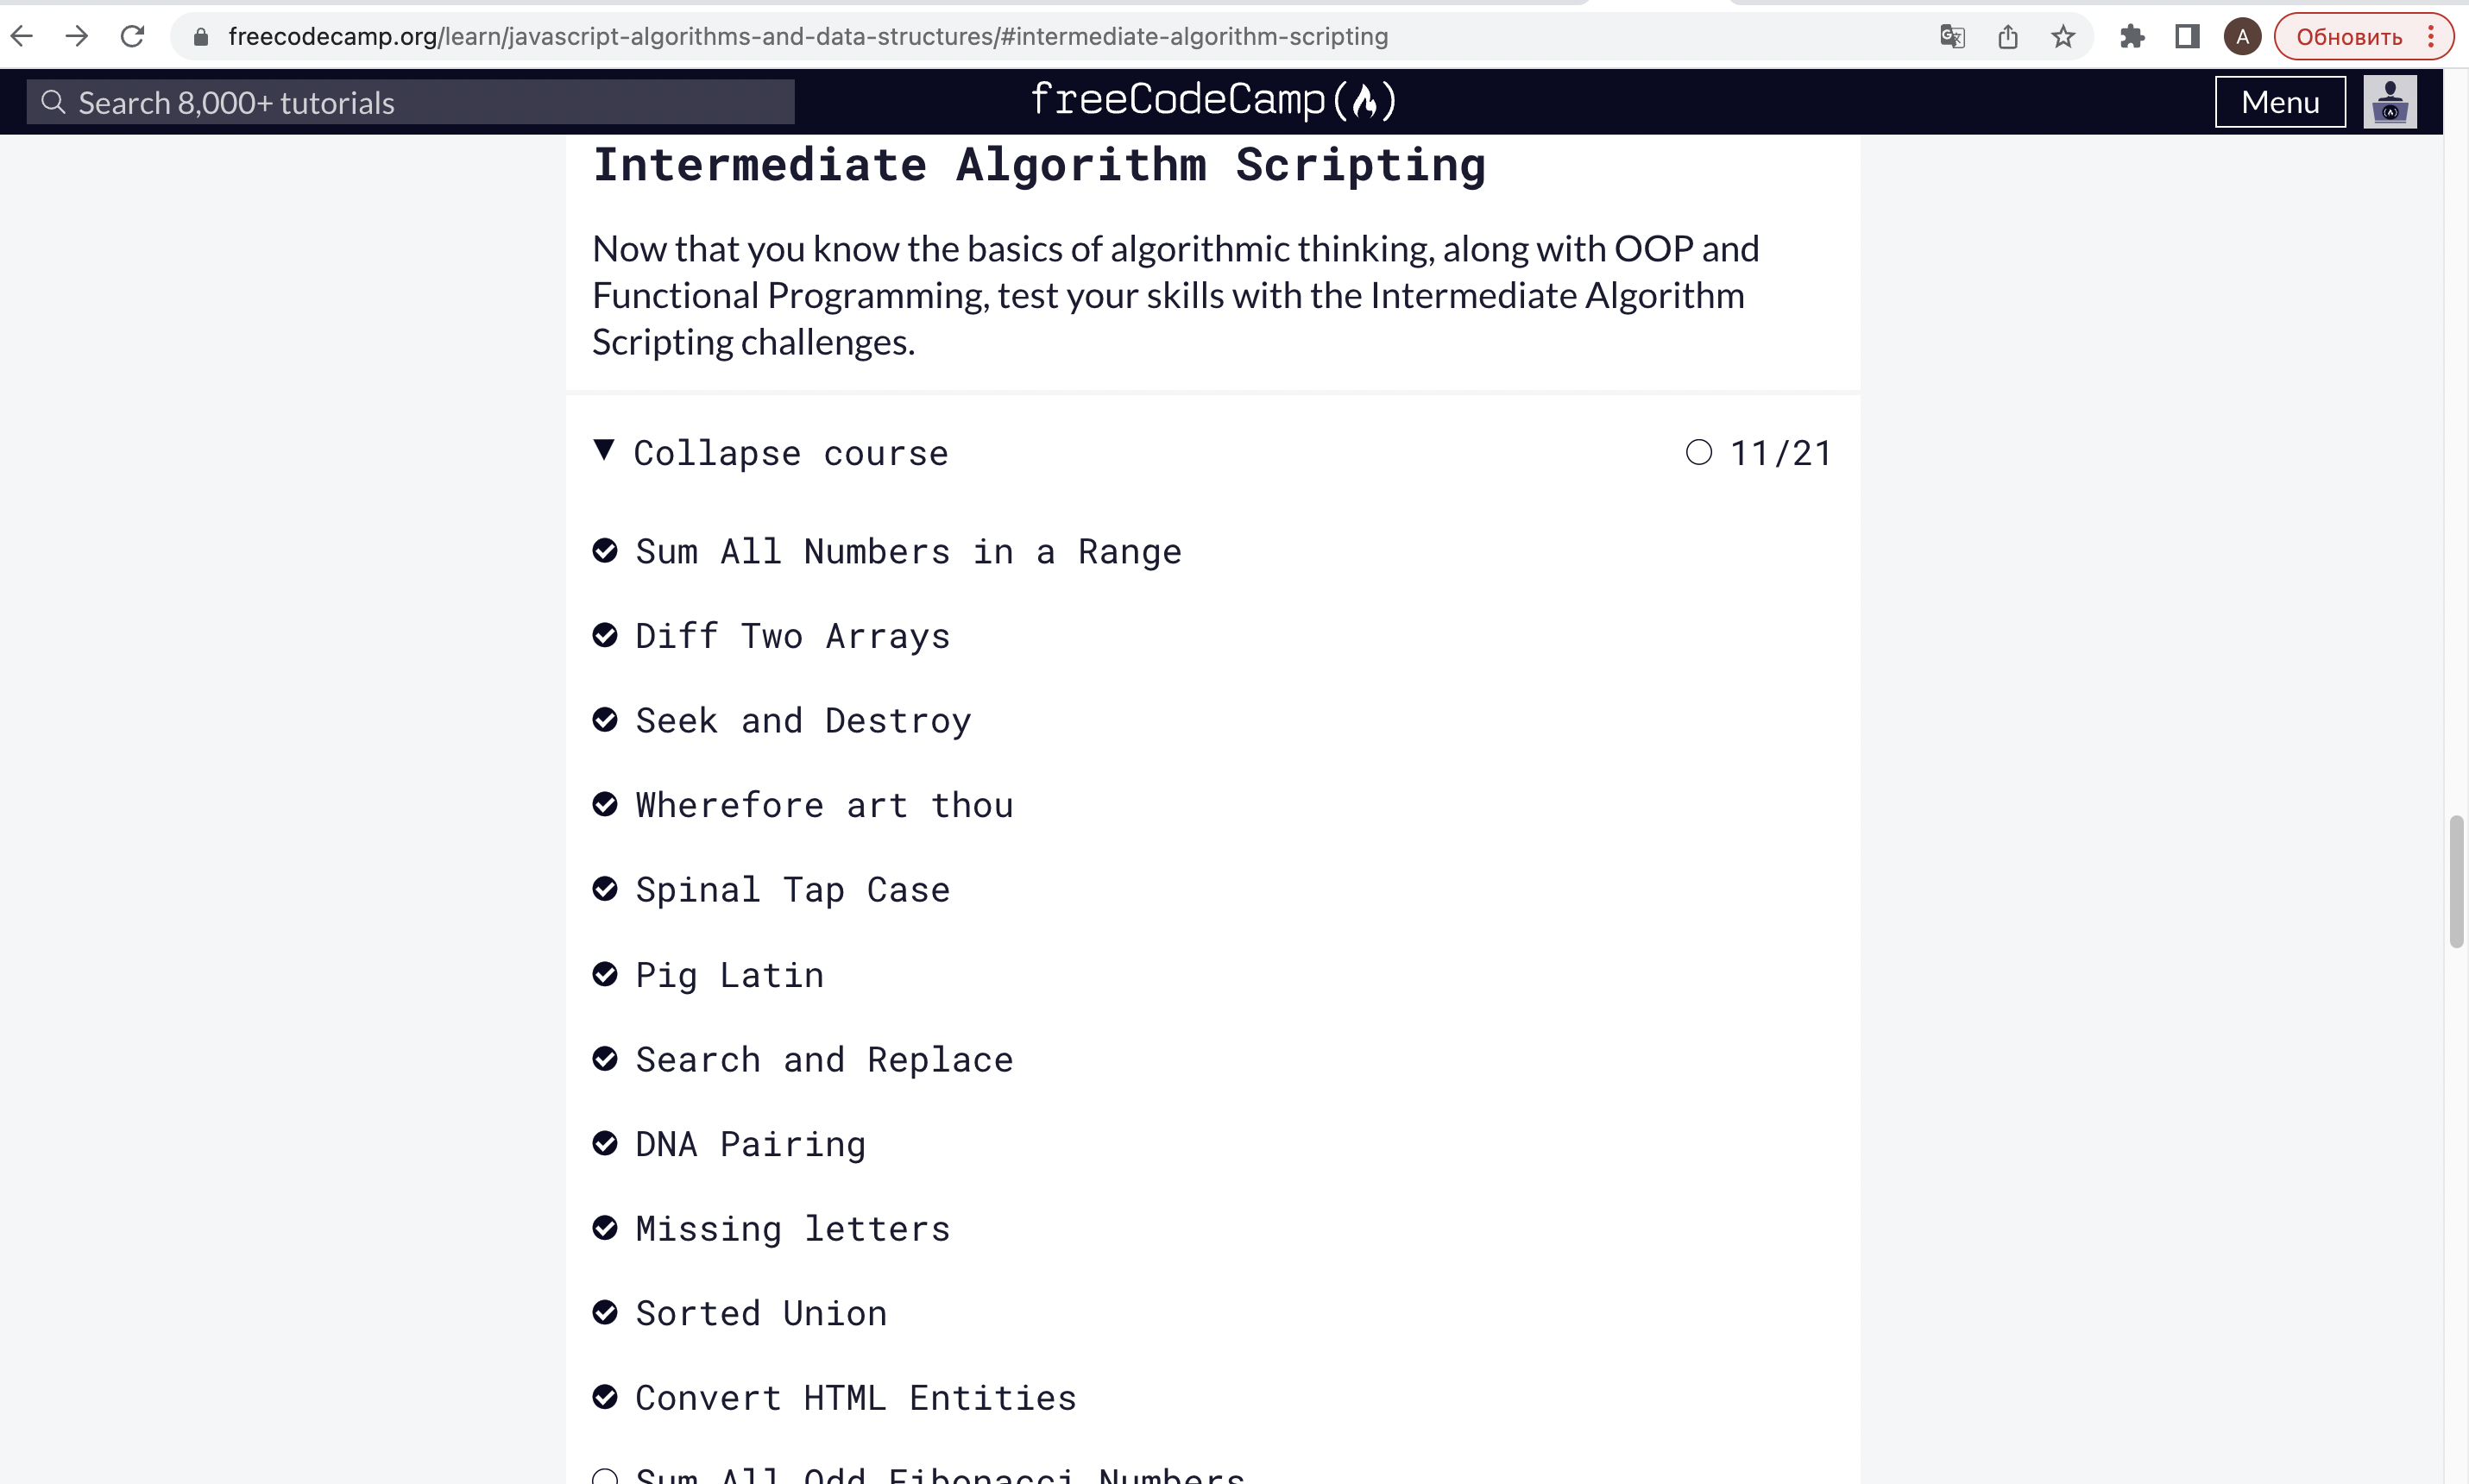 freecodecamp.org/learn/javascript-algorithms-and-data-structures/#intermediate-algorithm-scripting
A
Обновить
Search 8,000+ tutorials
freeCodeCamp
Menu
Intermediate Algorithm Scripting
Now that you know the basics of algorithmic thinking, along with OOP and
Functional Programming, test your skills with the Intermediate Algorithm
Scripting challenges.
Collapse course
11/21
Sum All Numbers in a Range
Diff Two Arrays
Seek and Destroy
Wherefore art thou
Spinal Tap Case
Pig Latin
Search and Replace
DNA Pairing
Missing letters
Sorted Union
Convert HTML Entities
Sum All Odd Fibonacci Numbers